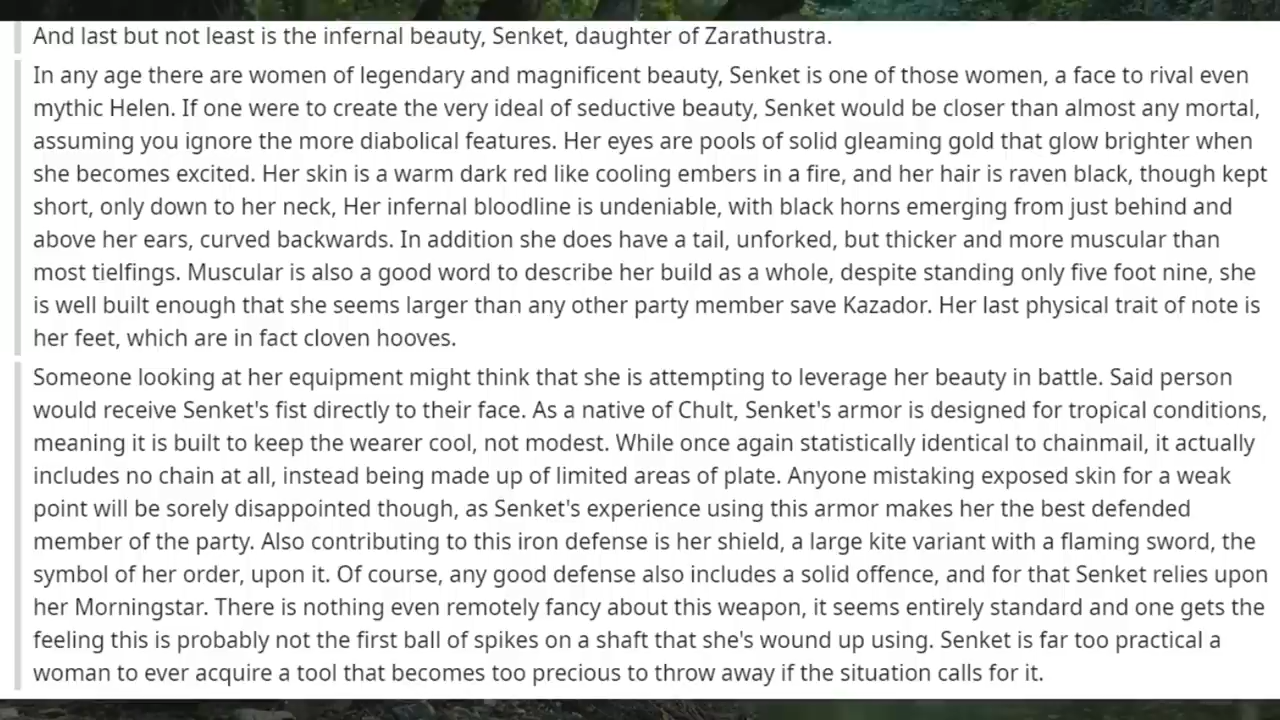 And last but not least is the infernal beauty, Senket, daughter of Zarathustra.
In any age there are women of legendary and magnificent beauty, Senket is one of those women, a face to rival even
mythic Helen. If one were to create the very ideal of seductive beauty, Senket would be closer than almost any mortal,
assuming you ignore the more diabolical features. Her eyes are pools of solid gleaming gold that glow brighter when
she becomes excited. Her skin is a warm dark red like cooling embers in a fire, and her hair is raven black, though kept
short, only down to her neck, Her infernal bloodline is undeniable, with black horns emerging from just behind and
above her ears, curved backwards. In addition she does have a tail, unforked, but thicker and more muscular than
most tielfings. Muscular is also a good word to describe her build as a whole, despite standing only five foot nine, she
is well built enough that she seems larger than any other party member save Kazador. Her last physical trait of note is
her feet, which are in fact cloven hooves.
Someone looking at her equipment might think that she is attempting to leverage her beauty in battle. Said person
would receive Senket's fist directly to their face. As a native of Chult, Senket's armor is designed for tropical conditions,
meaning it is built to keep the wearer cool, not modest. While once again statistically identical to chainmail, it actually
includes no chain at all, instead being made up of limited areas of plate. Anyone mistaking exposed skin for a weak
point will be sorely disappointed though, as Senket's experience using this armor makes her the best defended
member of the party. Also contributing to this iron defense is her shield, a large kite variant with a flaming sword, the
symbol of her order, upon it. Of course, any good defense also includes a solid offence, and for that Senket relies upon
her Morningstar. There is nothing even remotely fancy about this weapon, it seems entirely standard and one gets the
feeling this is probably not the first ball of spikes on a shaft that she's wound up using. Senket is far too practical a
woman to ever acquire a tool that becomes too precious to throw away if the situation calls for it.